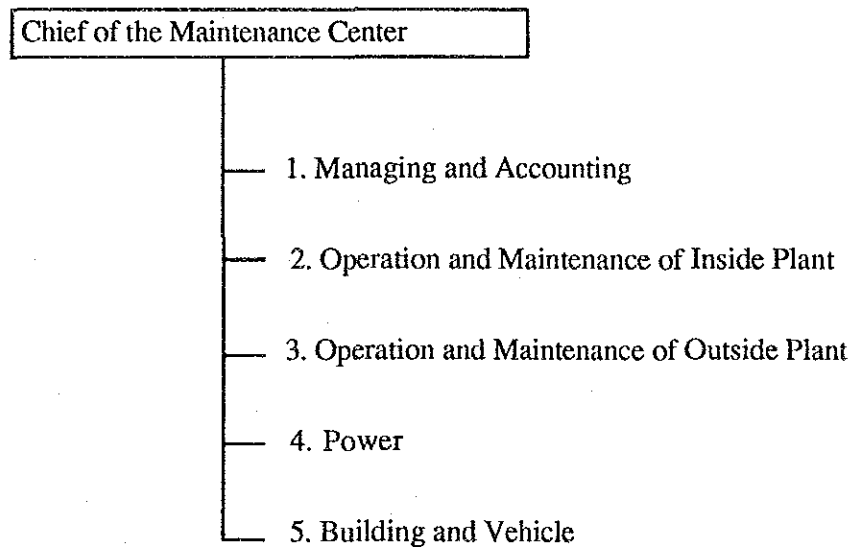 Chief of the Maintenance Center
1. Managing and Accounting
2. Operation and Maintenance of Inside Plant
3. Operation and Maintenance of Outside Plant
4. Power
5. Building and Vehicle